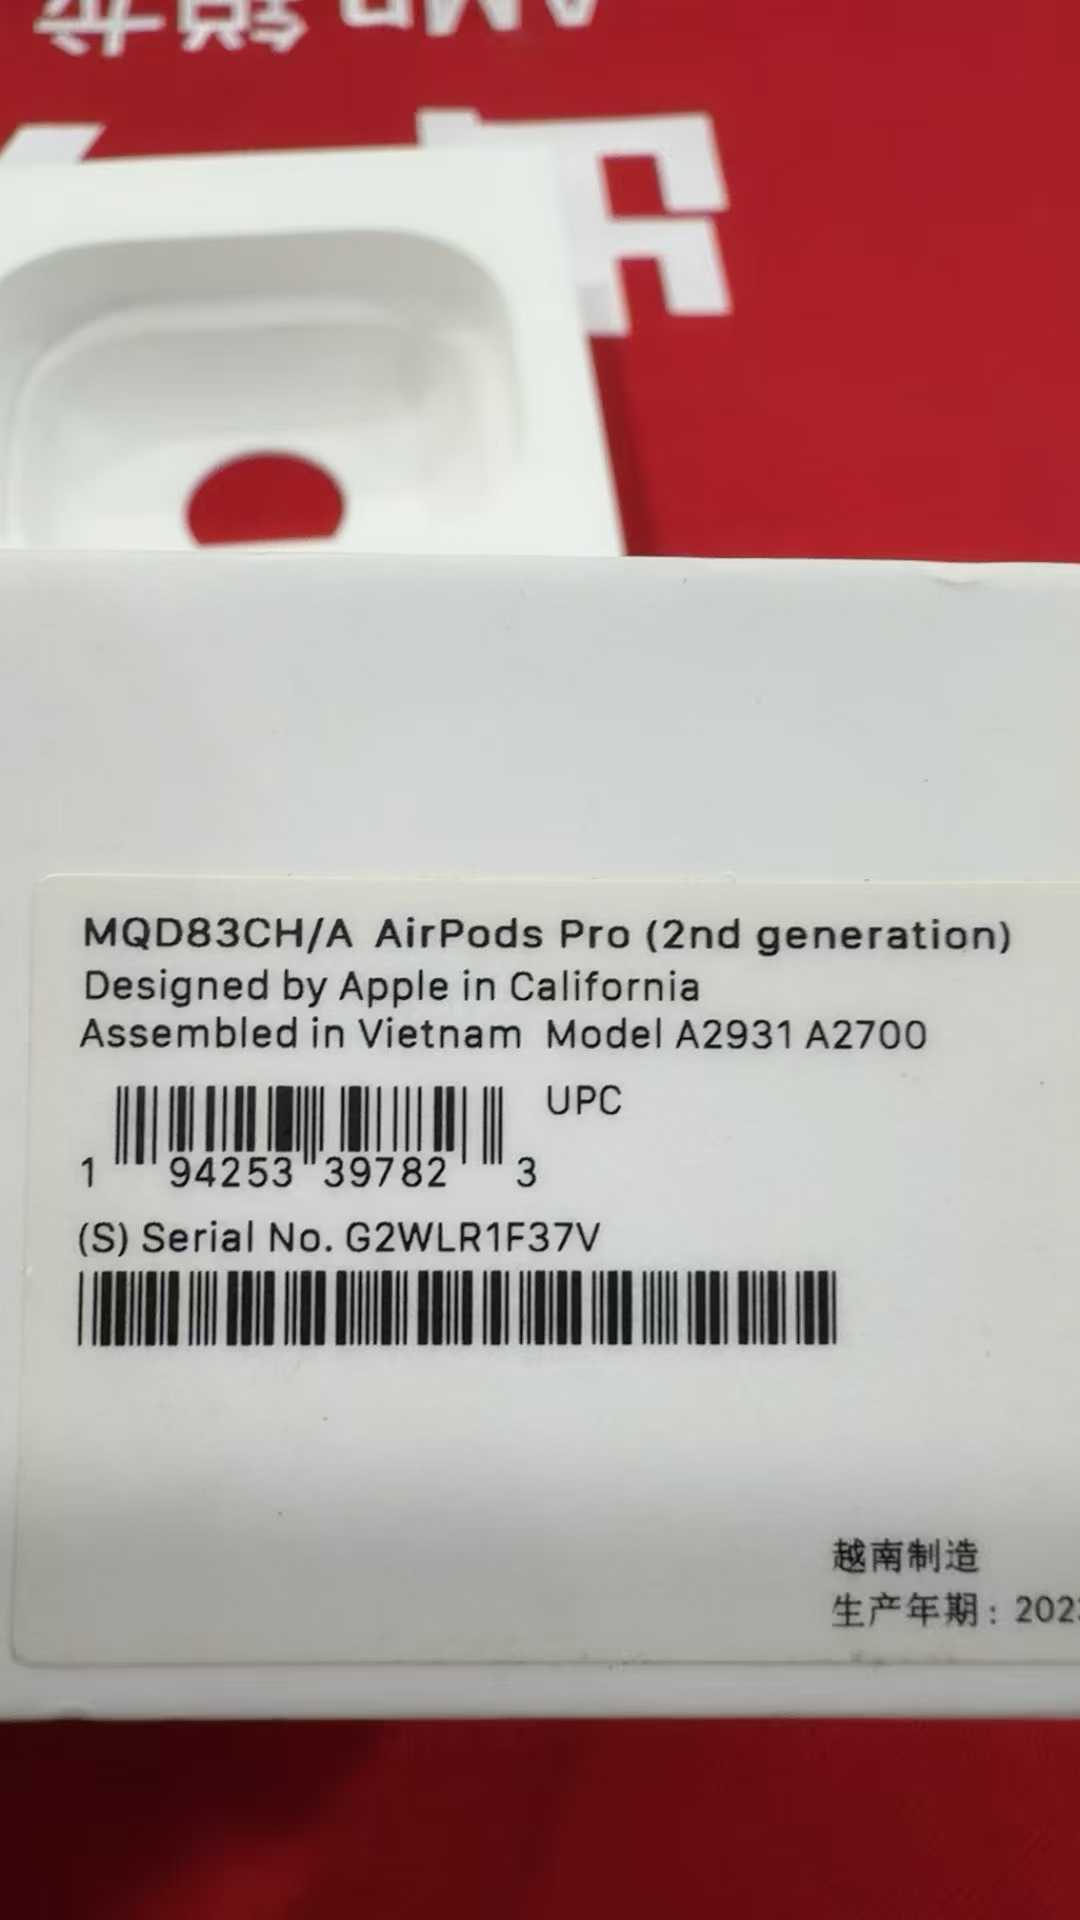 MQD83CH/A AirPods Pro (2nd generation)
Designed by Apple in California
Assembled in Vietnam Model A2931 A2700
UPC
1 94253 39782 3
(S) Serial No. G2WLR1F37V
越南制造
生产年期：202